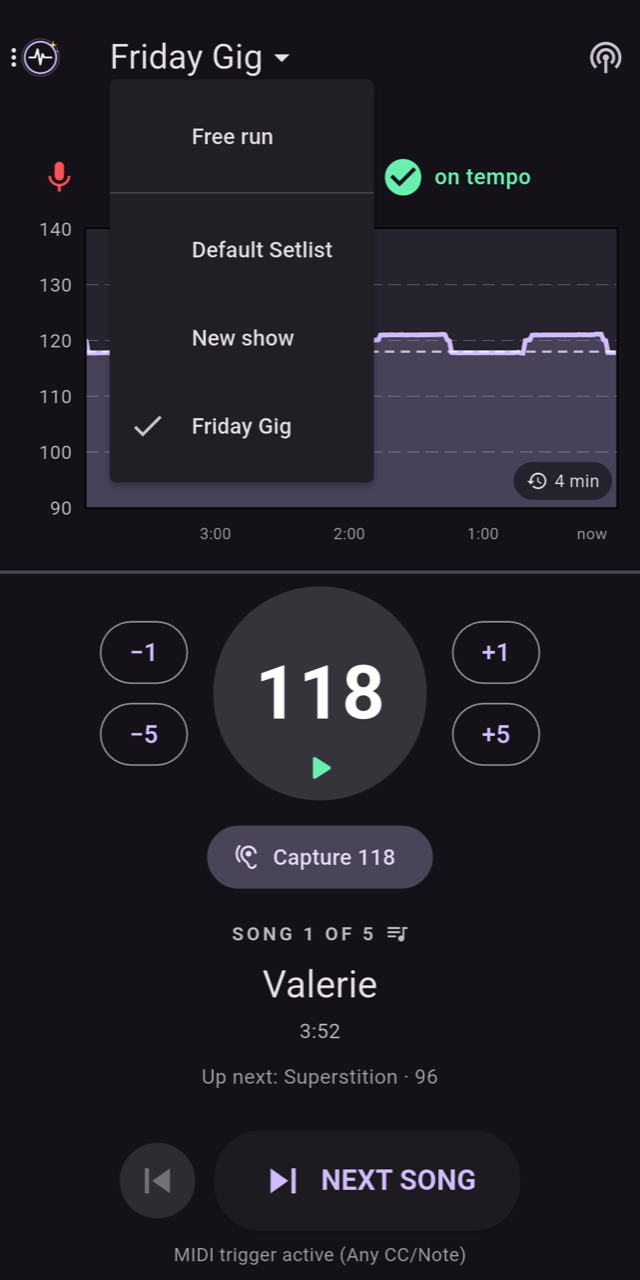 Friday Gig
Free run
on tempo
Default Setlist
New show
Friday Gig
140
130
120
110
100
90
4 min
3:00
2:00
1:00
now
−1
+1
118
−5
+5
Capture 118
SONG 1 OF 5
Valerie
3:52
Up next: Superstition · 96
NEXT SONG
MIDI trigger active (Any CC/Note)